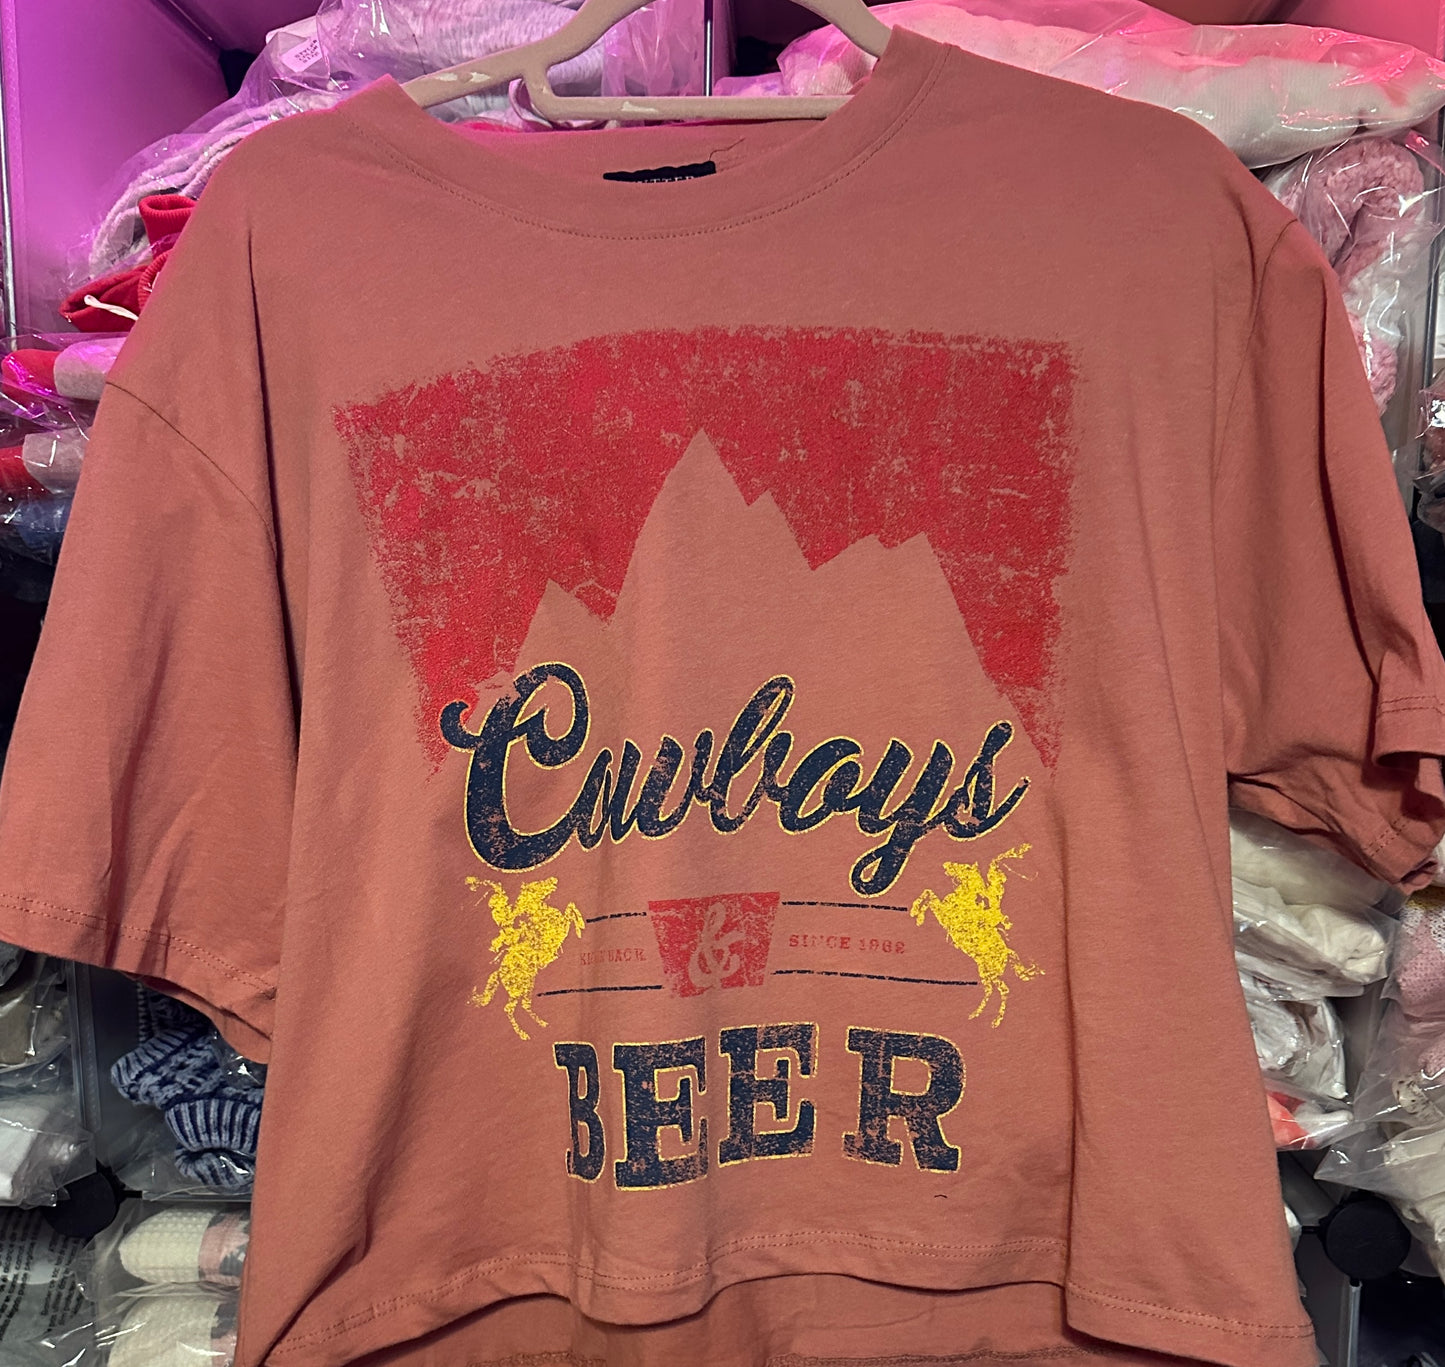 Cowboys
& SINCE 1962
BEER